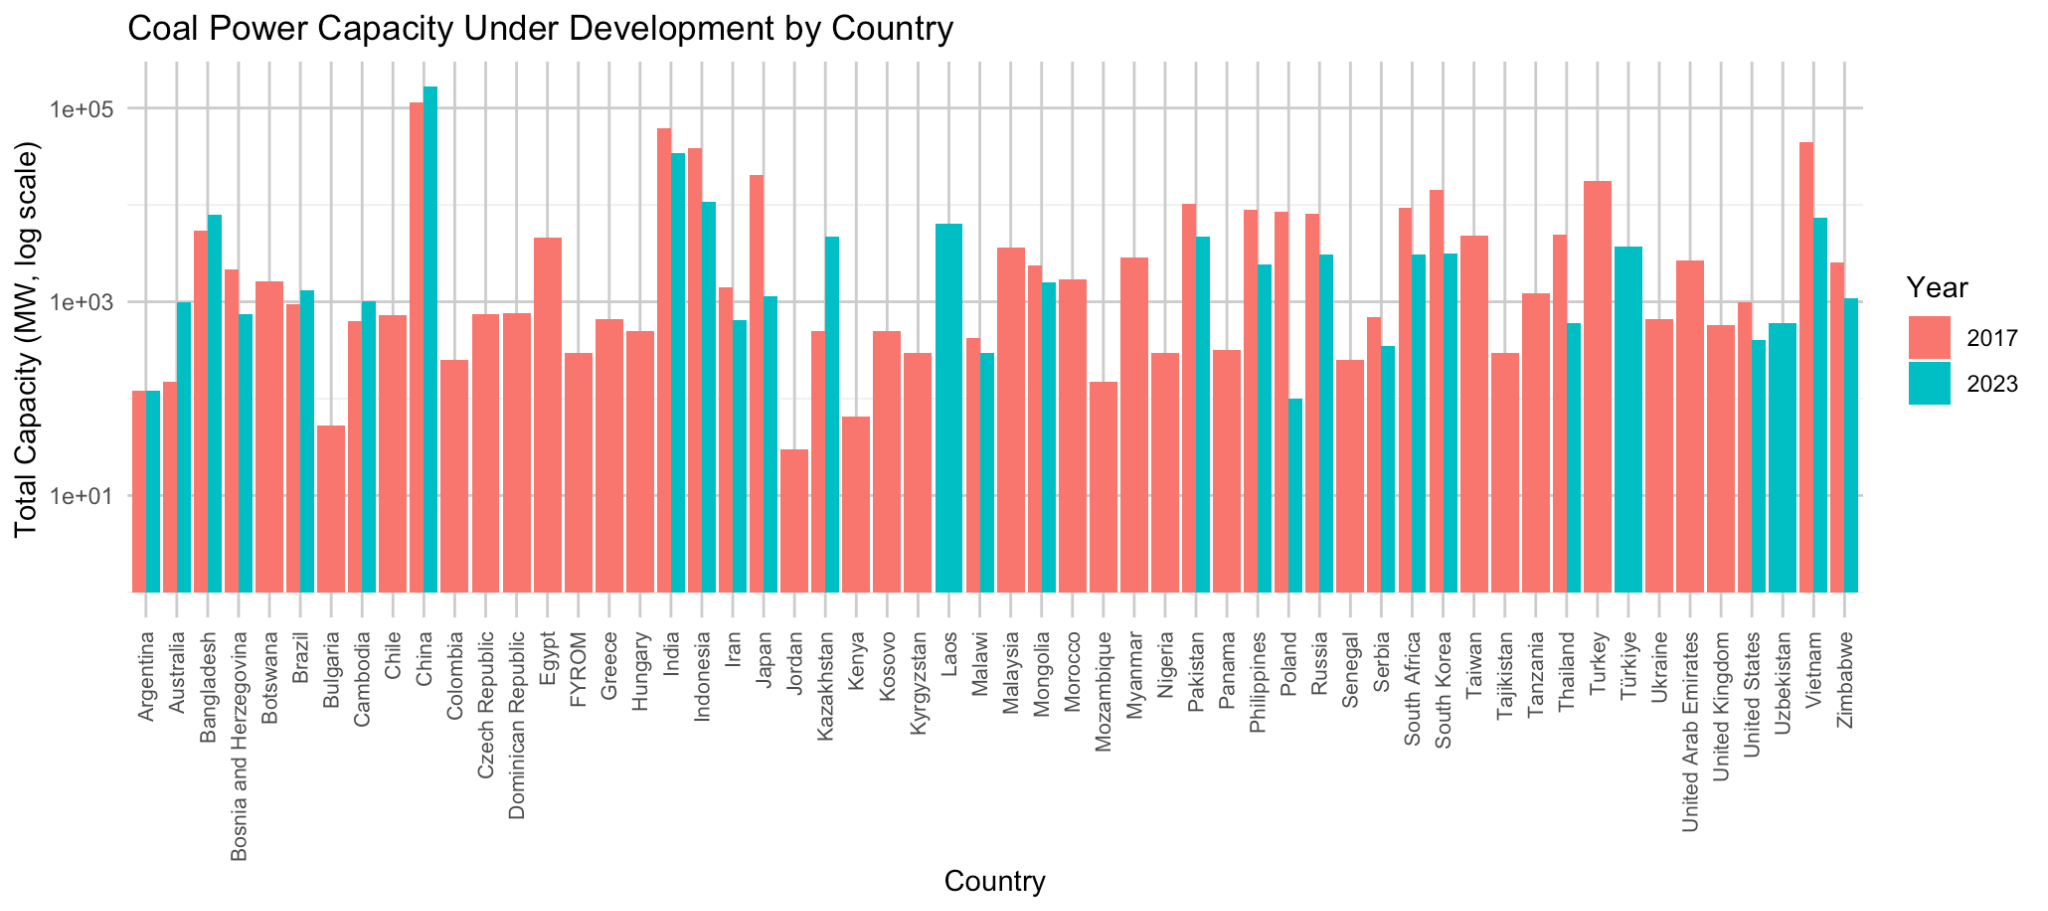 Coal Power Capacity Under Development by Country
Total Capacity (MW, log scale)
1e+05
1e+03
1e+01
Argentina
Australia
Bangladesh
Bosnia and Herzegovina
Botswana
Brazil
Bulgaria
Cambodia
Chile
China
Colombia
Czech Republic
Dominican Republic
Egypt
FYROM
Greece
Hungary
India
Indonesia
Iran
Japan
Jordan
Kazakhstan
Kenya
Kosovo
Kyrgyzstan
Laos
Malawi
Malaysia
Mongolia
Morocco
Mozambique
Myanmar
Nigeria
Pakistan
Panama
Philippines
Poland
Russia
Senegal
Serbia
South Africa
South Korea
Taiwan
Tajikistan
Tanzania
Thailand
Turkey
Türkiye
Ukraine
United Arab Emirates
United Kingdom
United States
Uzbekistan
Vietnam
Zimbabwe
Country
Year
2017
2023